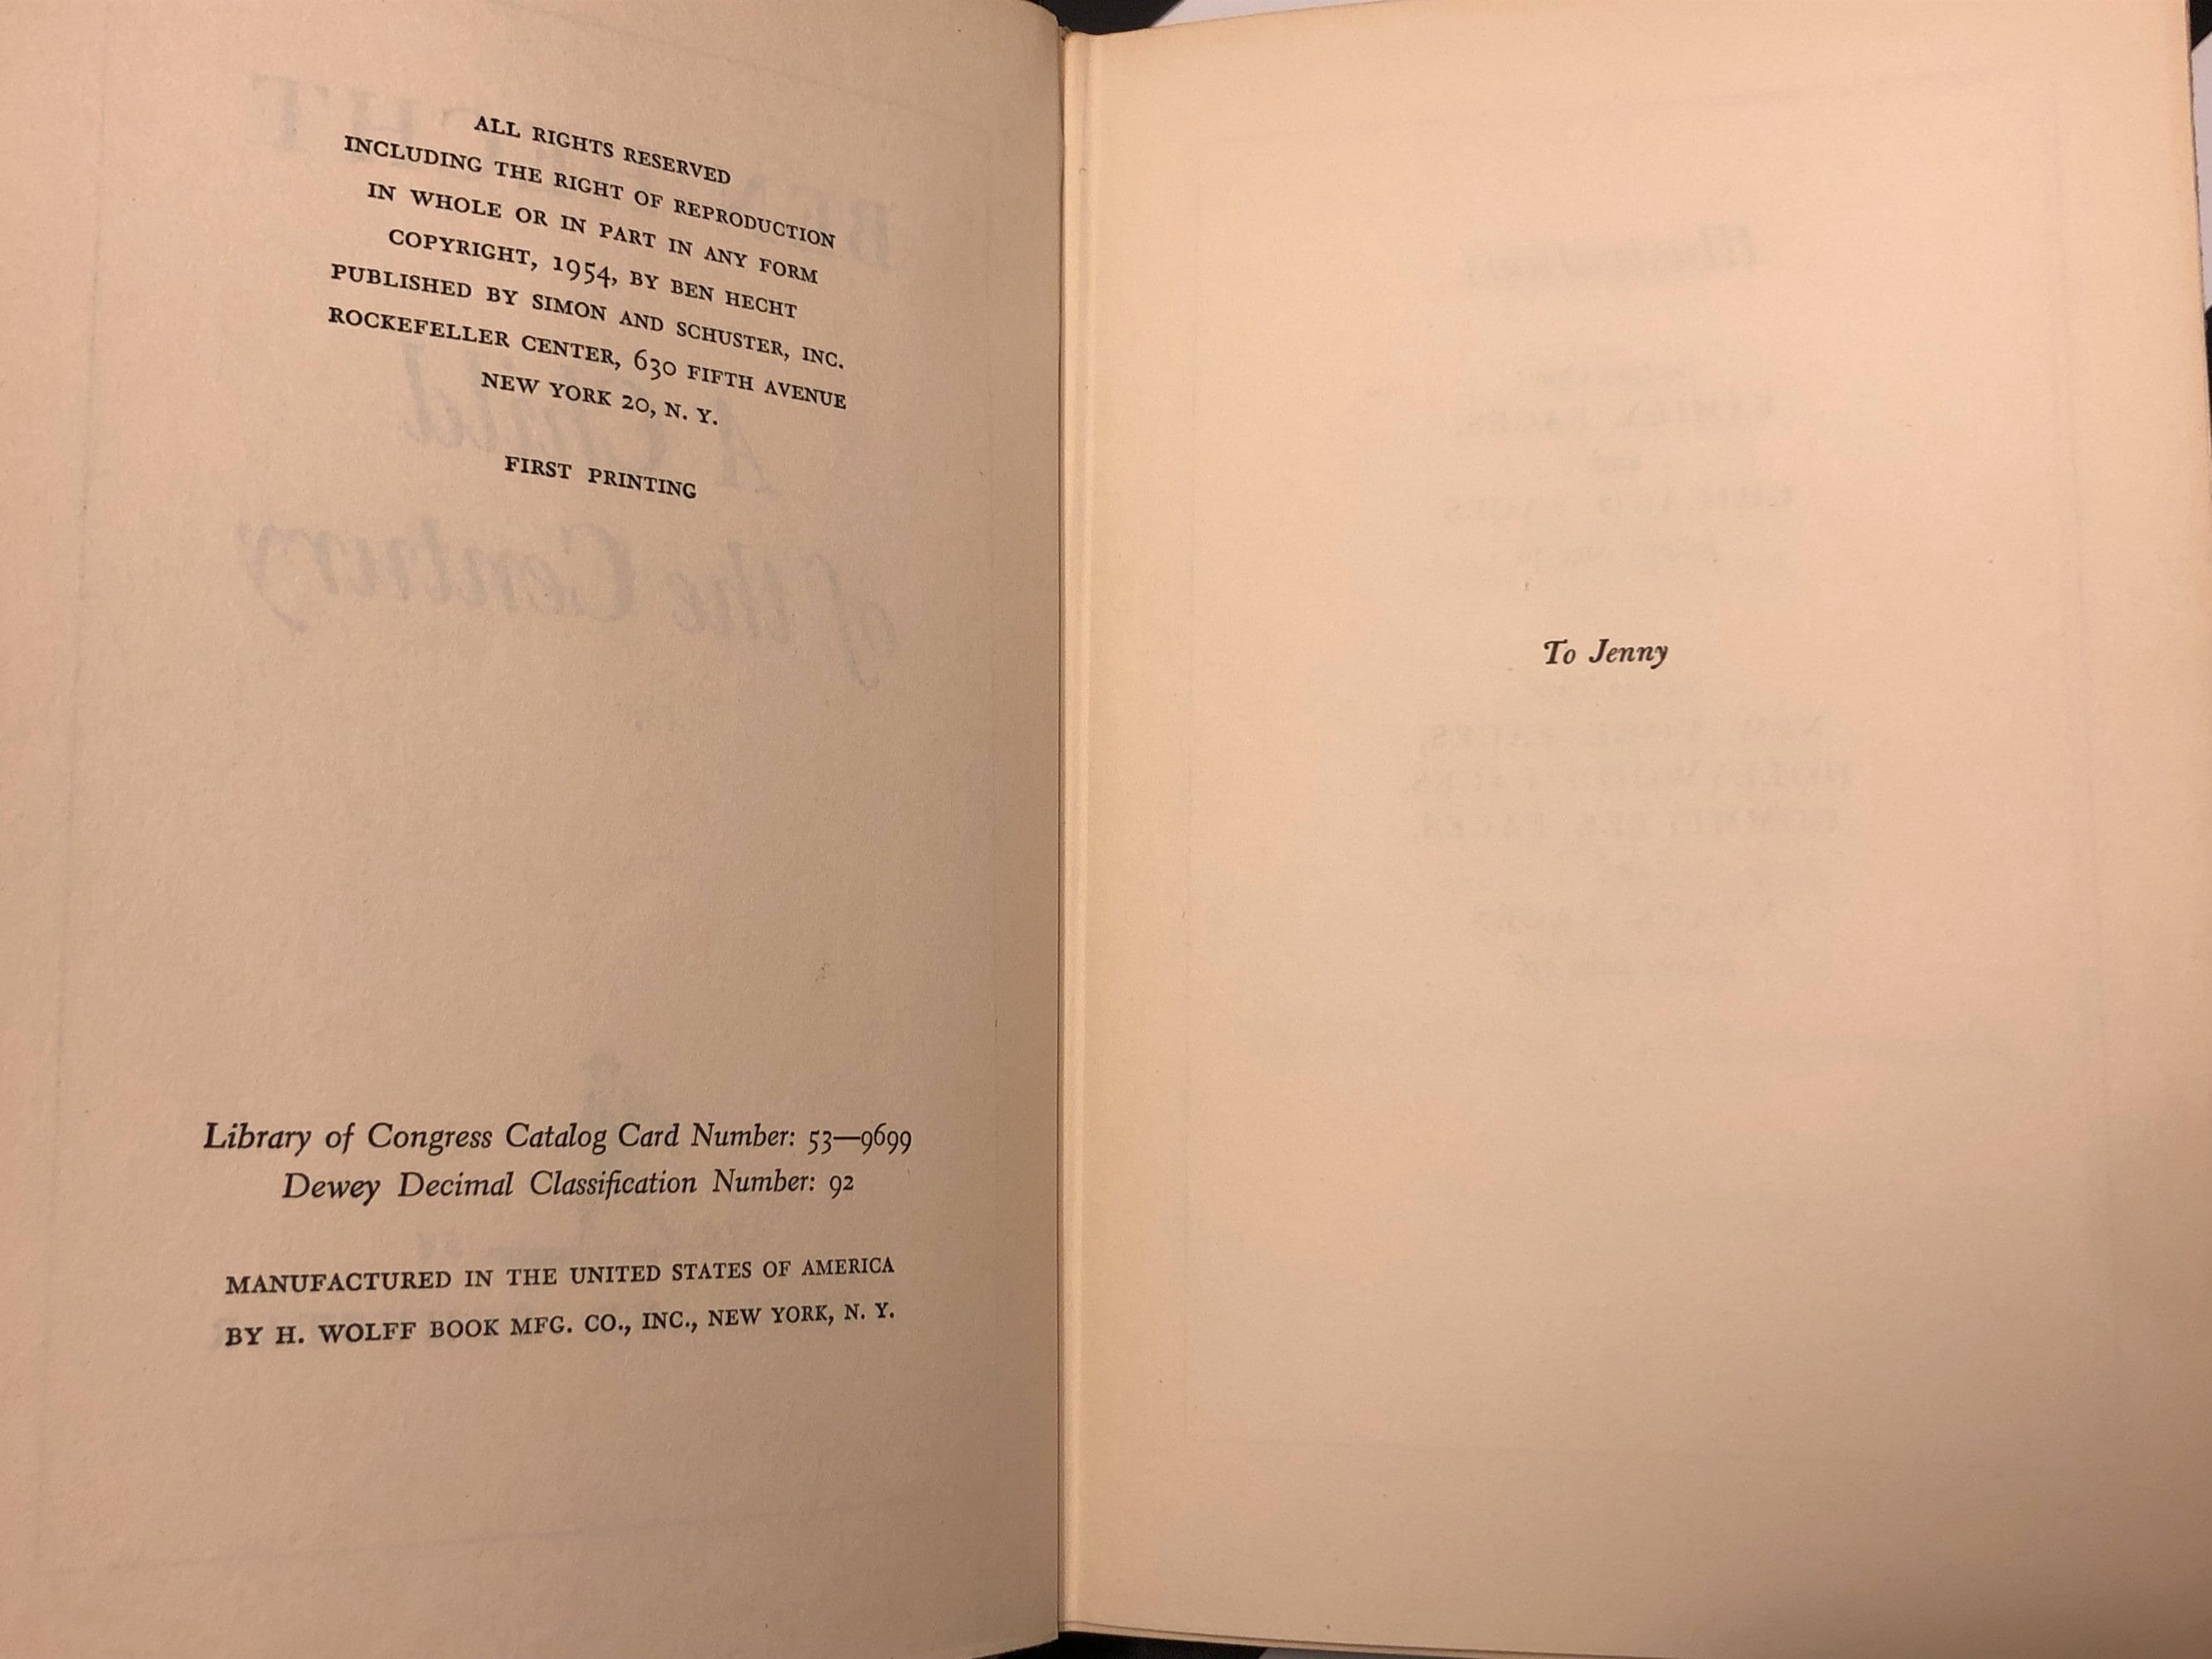 ALL RIGHTS RESERVED
INCLUDING THE RIGHT OF REPRODUCTION
IN WHOLE OR IN PART IN ANY FORM
COPYRIGHT, 1954, BY BEN HECHT
PUBLISHED BY SIMON AND SCHUSTER, INC.
ROCKEFELLER CENTER, 630 FIFTH AVENUE
NEW YORK 20, N. Y.
FIRST PRINTING
Library of Congress Catalog Card Number: 53—9699
Dewey Decimal Classification Number: 92
MANUFACTURED IN THE UNITED STATES OF AMERICA
BY H. WOLFF BOOK MFG. CO., INC., NEW YORK, N. Y.
To Jenny